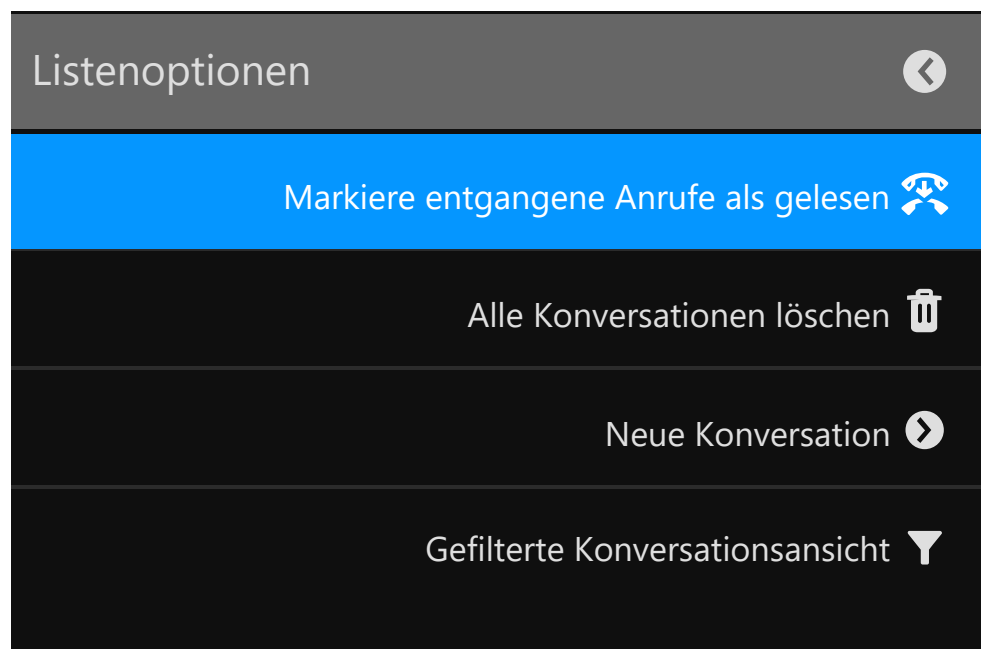 Listenoptionen
Markiere entgangene Anrufe als gelesen
Alle Konversationen löschen
Neue Konversation
Gefilterte Konversationsansicht